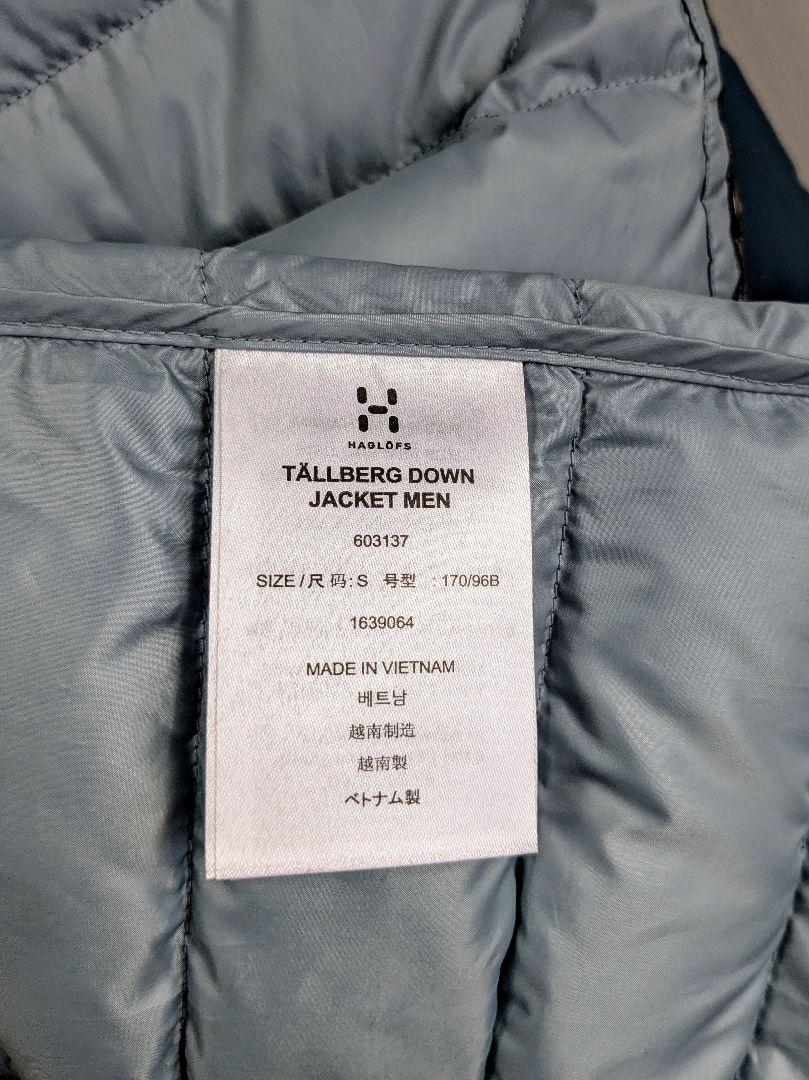 HAGLÖFS
TÄLLBERG DOWN
JACKET MEN
603137
SIZE / 尺 码: S 号型 : 170/96B
1639064
MADE IN VIETNAM
베트남
越南制造
越南製
ベトナム製